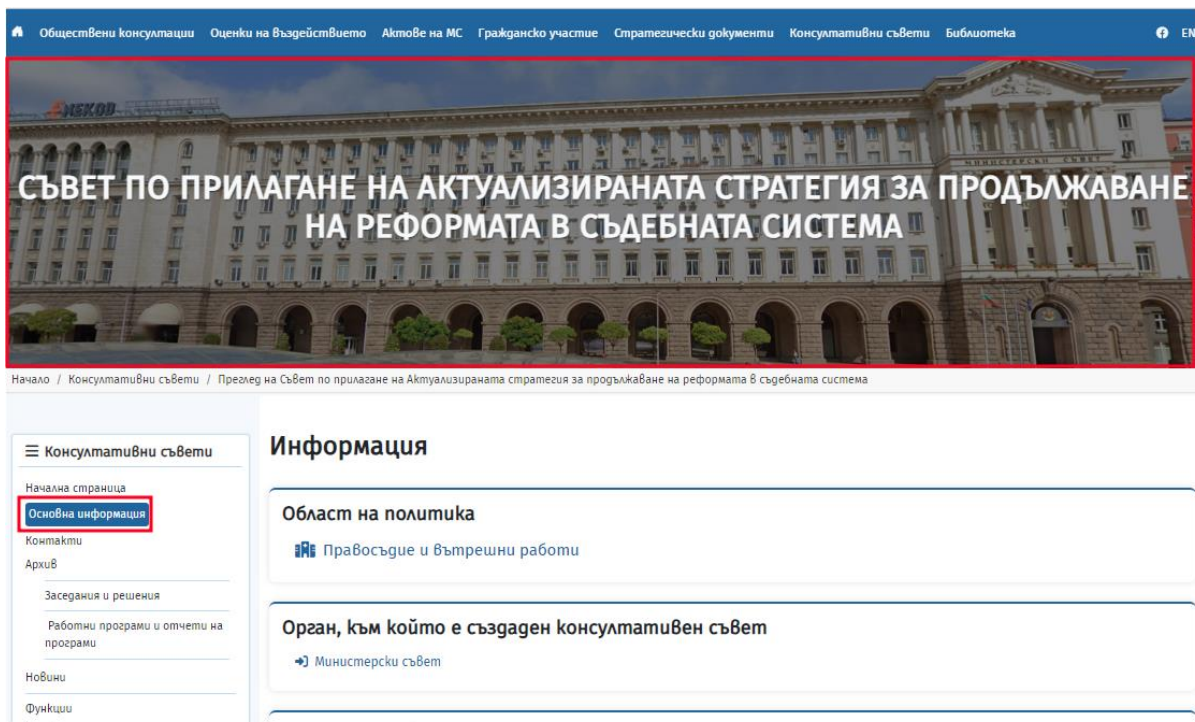 Обществени консултации Оценки на въздействието Актове на МС Гражданско участие Стратегически документи Консултативни съвети Библиотека EN
ЕНЕКОД
МИНИСТЕРСКИ СЪВЕТ
СЪВЕТ ПО ПРИЛАГАНЕ НА АКТУАЛИЗИРАНАТА СТРАТЕГИЯ ЗА ПРОДЪЛЖАВАНЕ
НА РЕФОРМАТА В СЪДЕБНАТА СИСТЕМА
Начало / Консултативни съвети / Преглед на Съвет по прилагане на Актуализираната стратегия за продължаване на реформата в съдебната система
Консултативни съвети
Начална страница
Основна информация
Контакти
Архив
Заседания и решения
Работни програми и отчети на
програми
Новини
Функции
Информация
Област на политика
Правосъдие и вътрешни работи
Орган, към който е създаден консултативен съвет
Министерски съвет